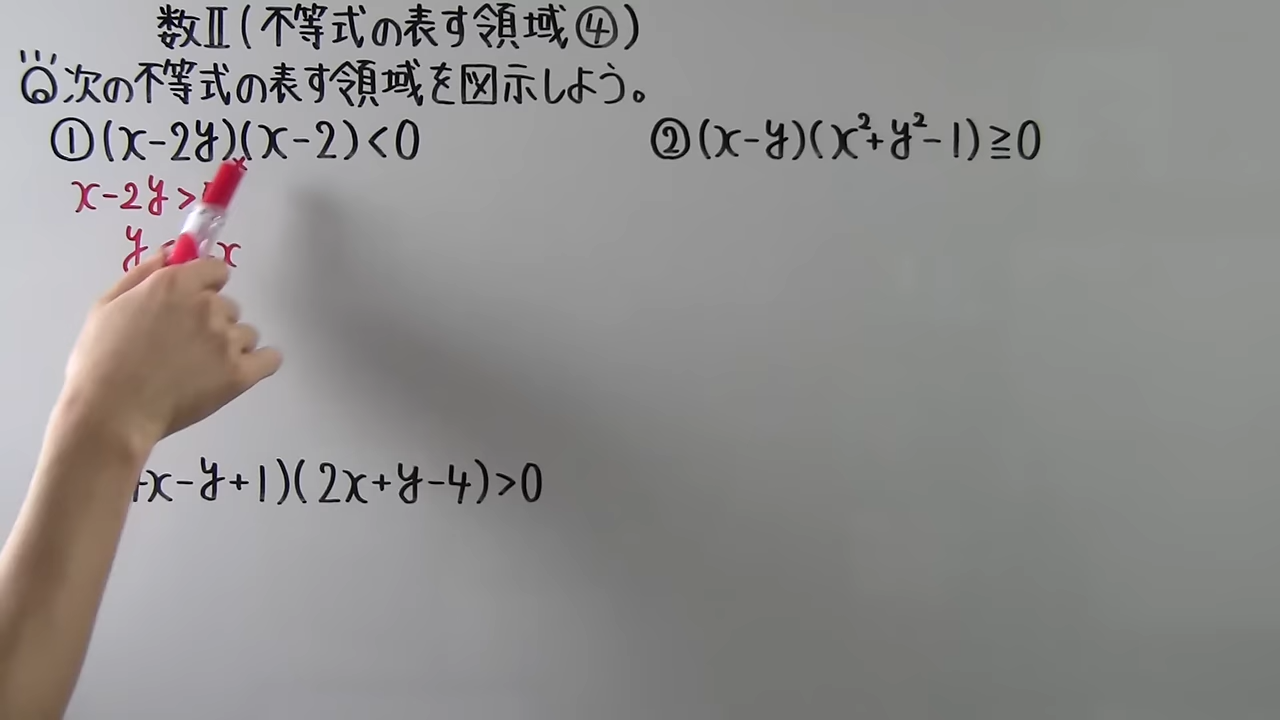 数Ⅱ(不等式の表す領域④)
Q次の不等式の表す領域を図示しよう。
①(x-2y)(x-2)<0
②(x-y)(x²+y²-1)≧0
x-2y>
y x
x-y+1)(2x+y-4)>0